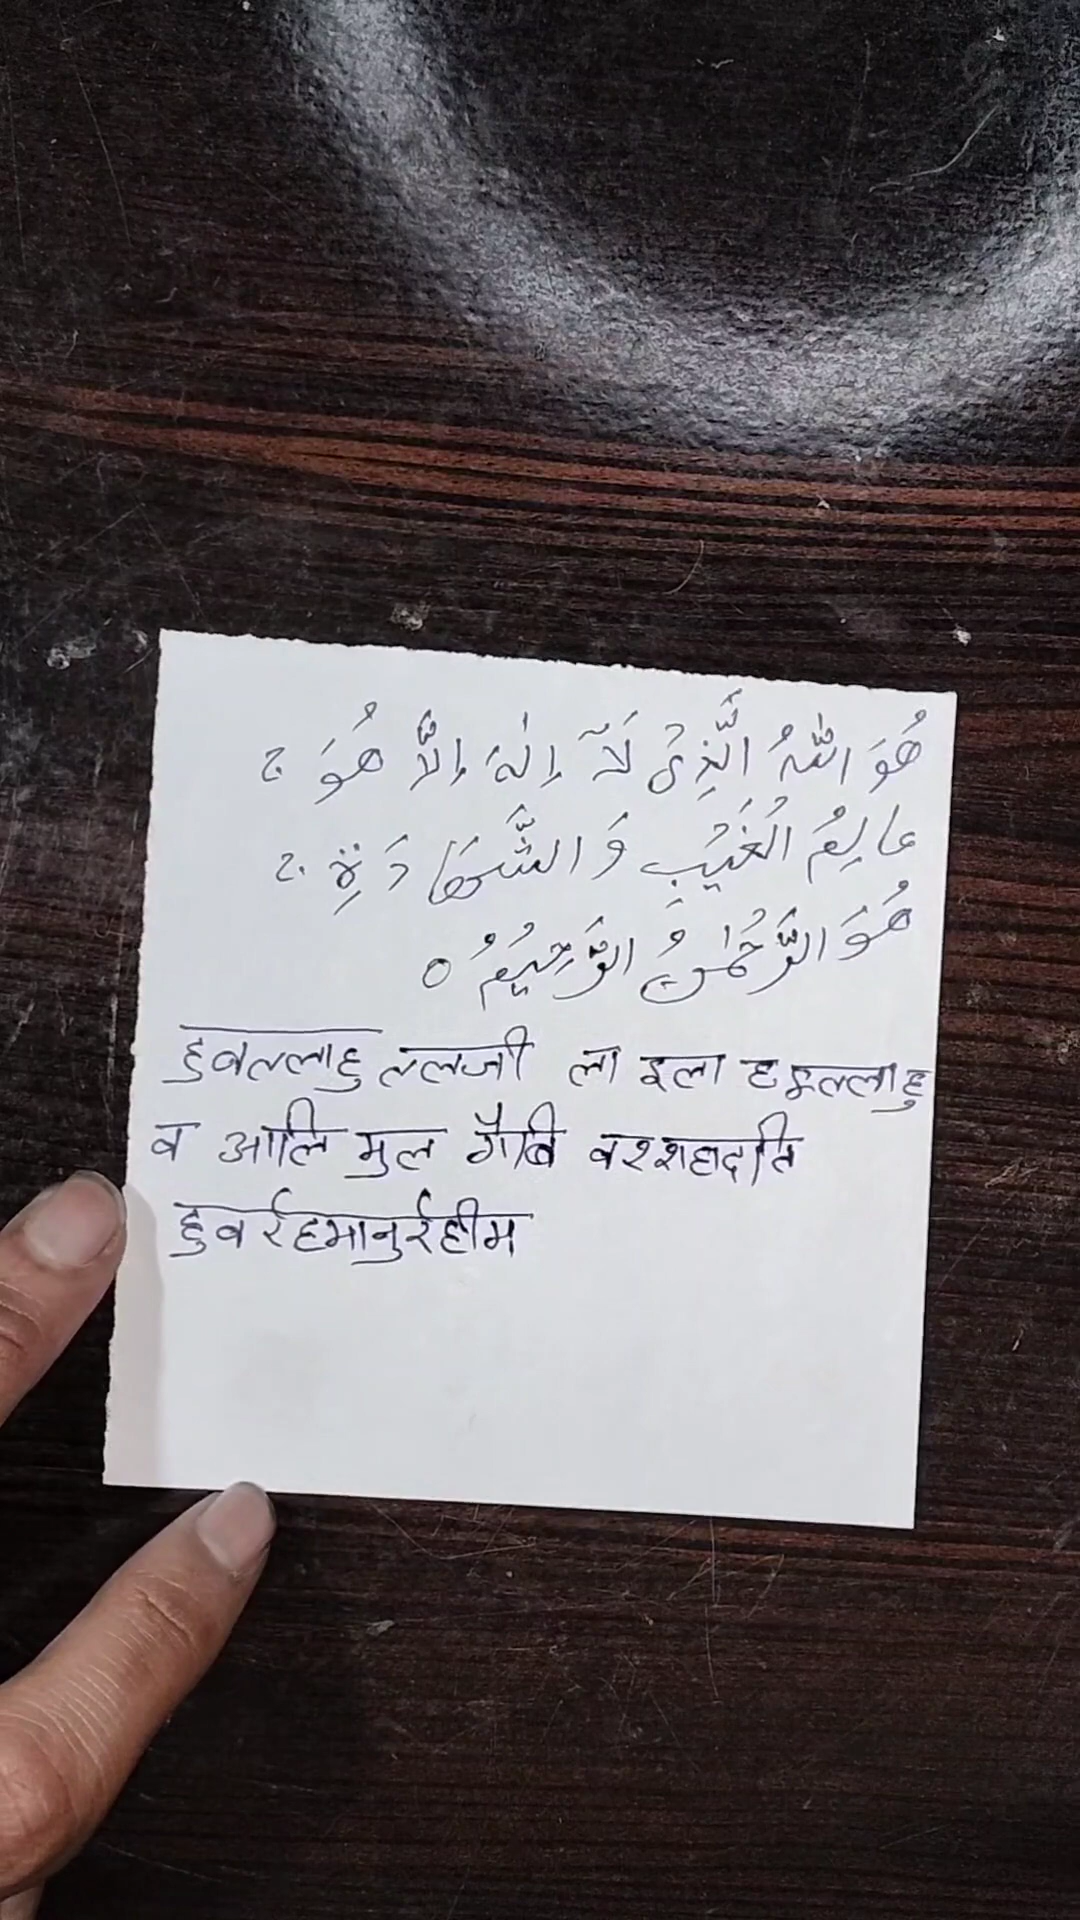 هُوَ اللّٰهُ الَّذِیْ لَآ اِلٰهَ اِلَّا هُوَ ج
عَالِمُ الْغَیْبِ وَ الشَّهَادَةِ ج
هُوَ الرَّحْمٰنُ الرَّحِیْمُ ○
हुवल्लाहु ल्लजी ला इला ह इल्लाहु
व आलि मुल गैबि वश्शहादति
हुवर्रहमानुर्रहीम